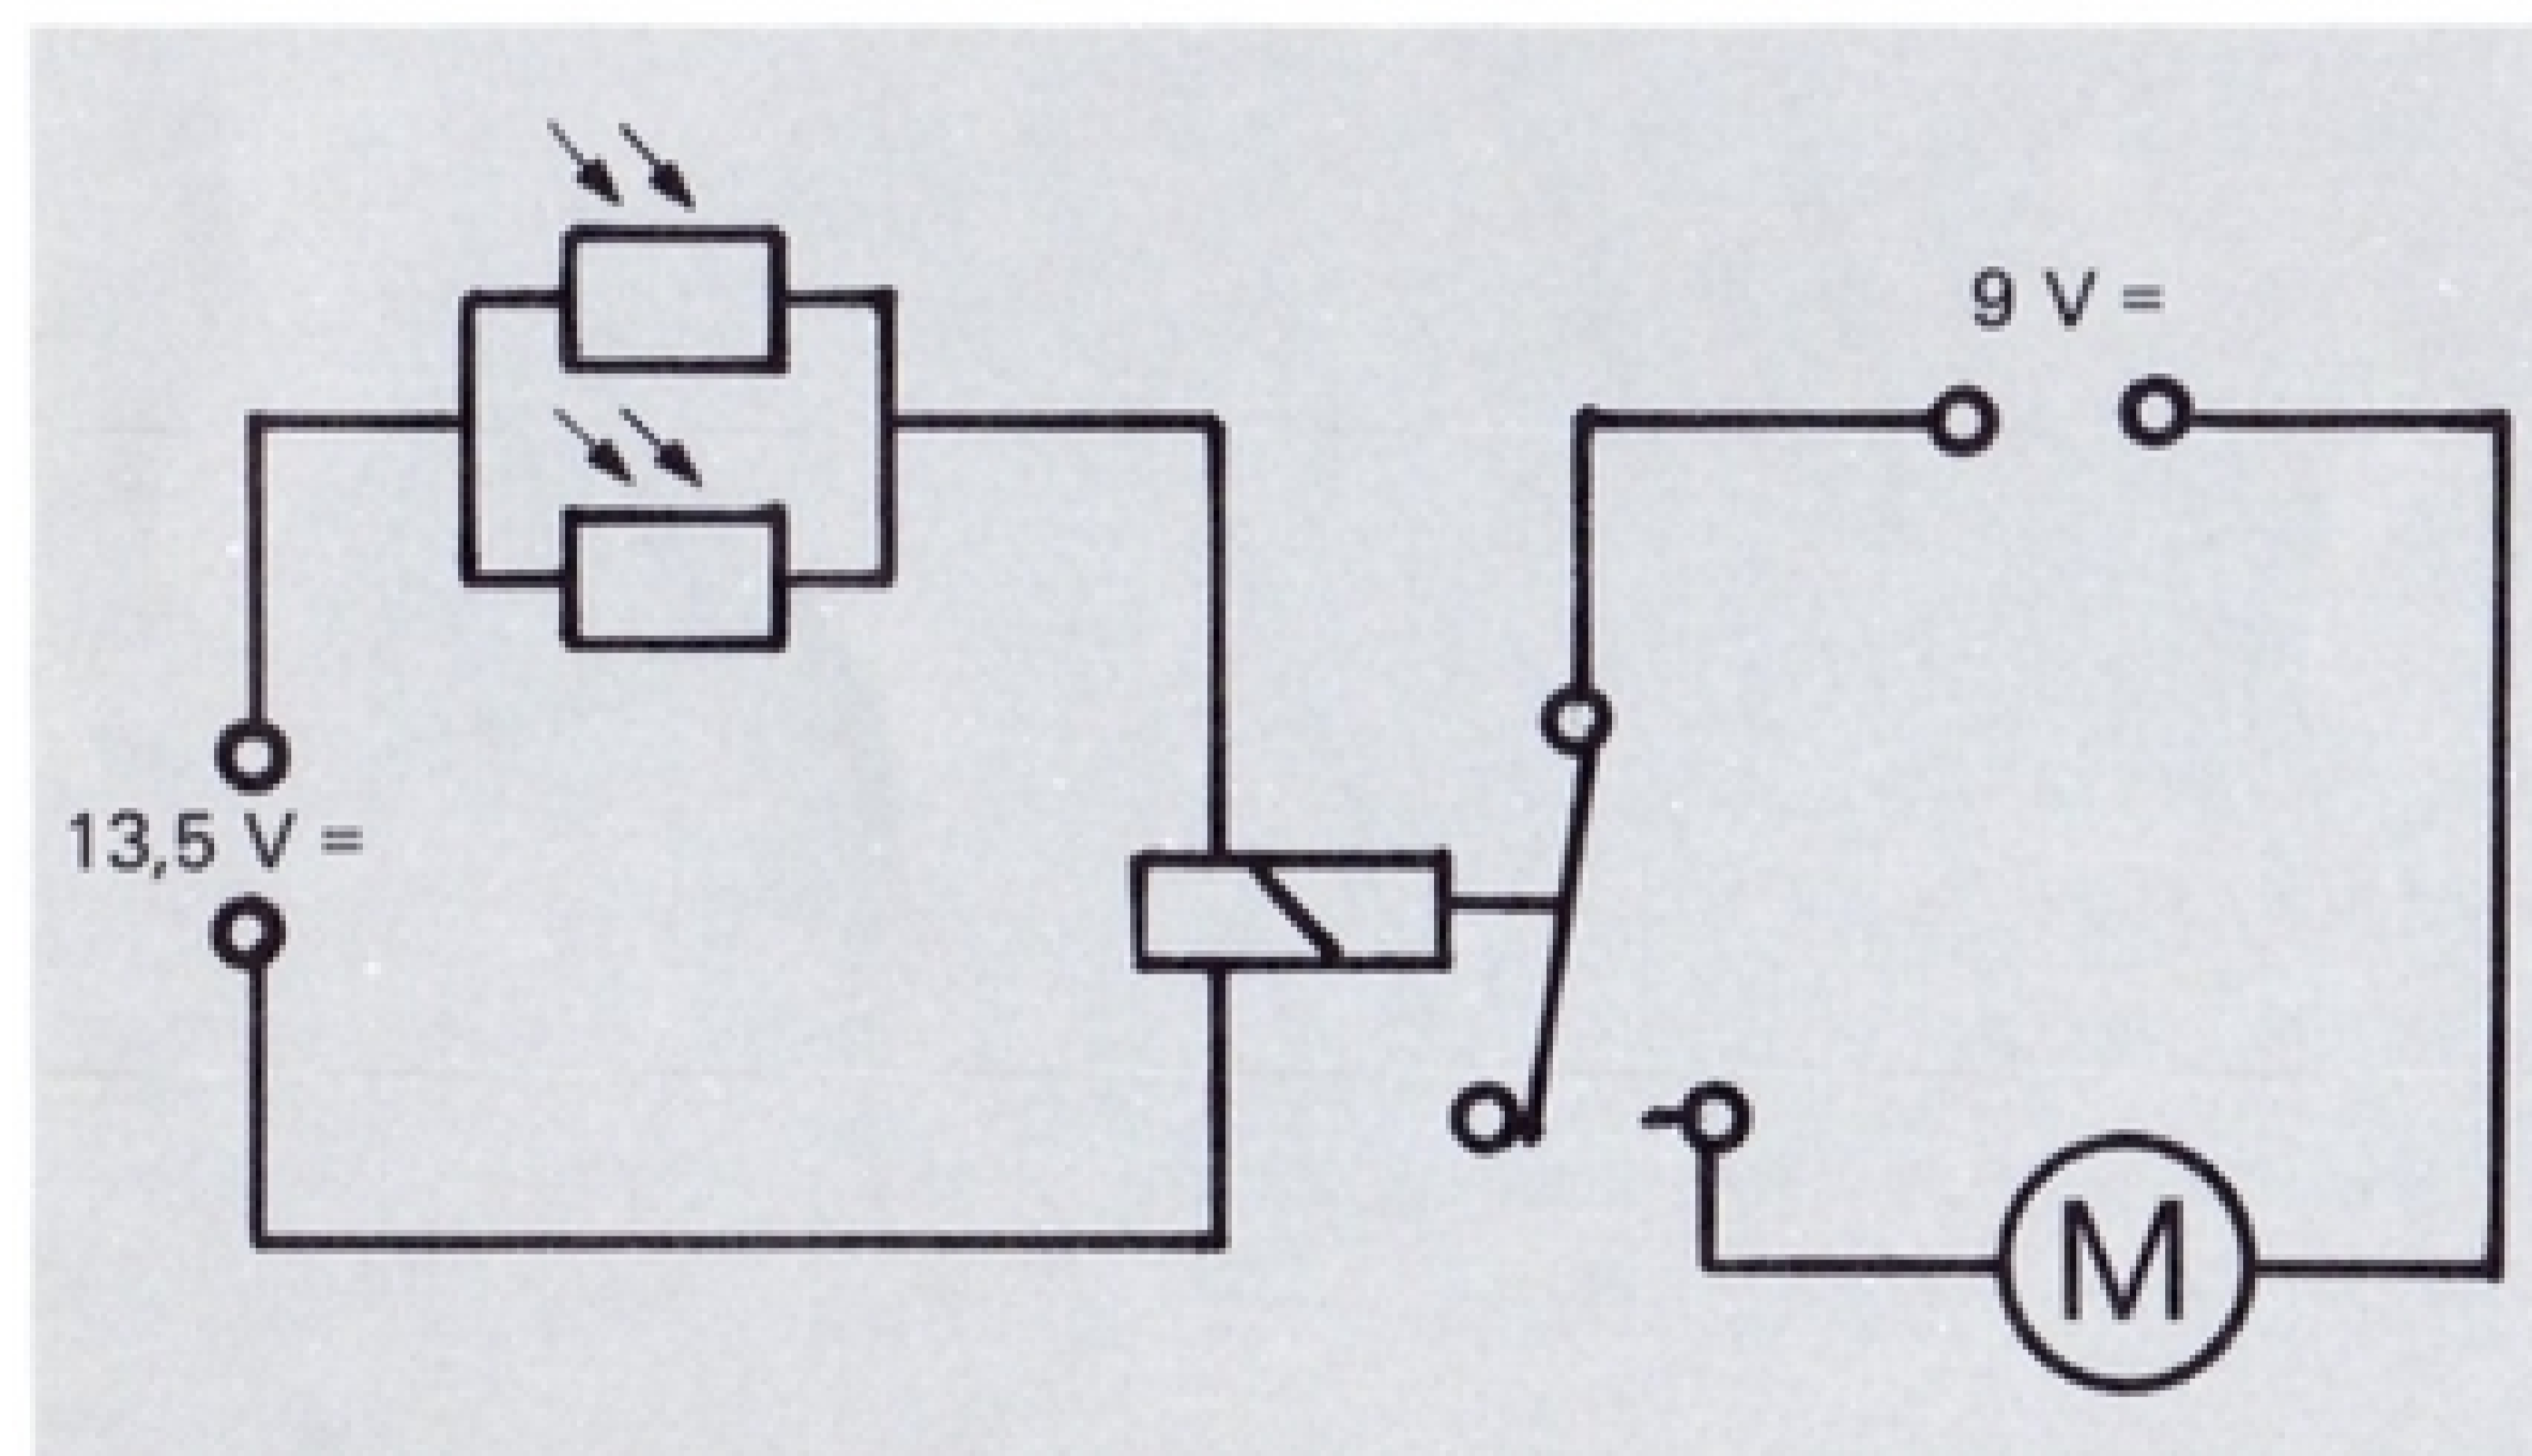 9 V =
13,5 V =
M